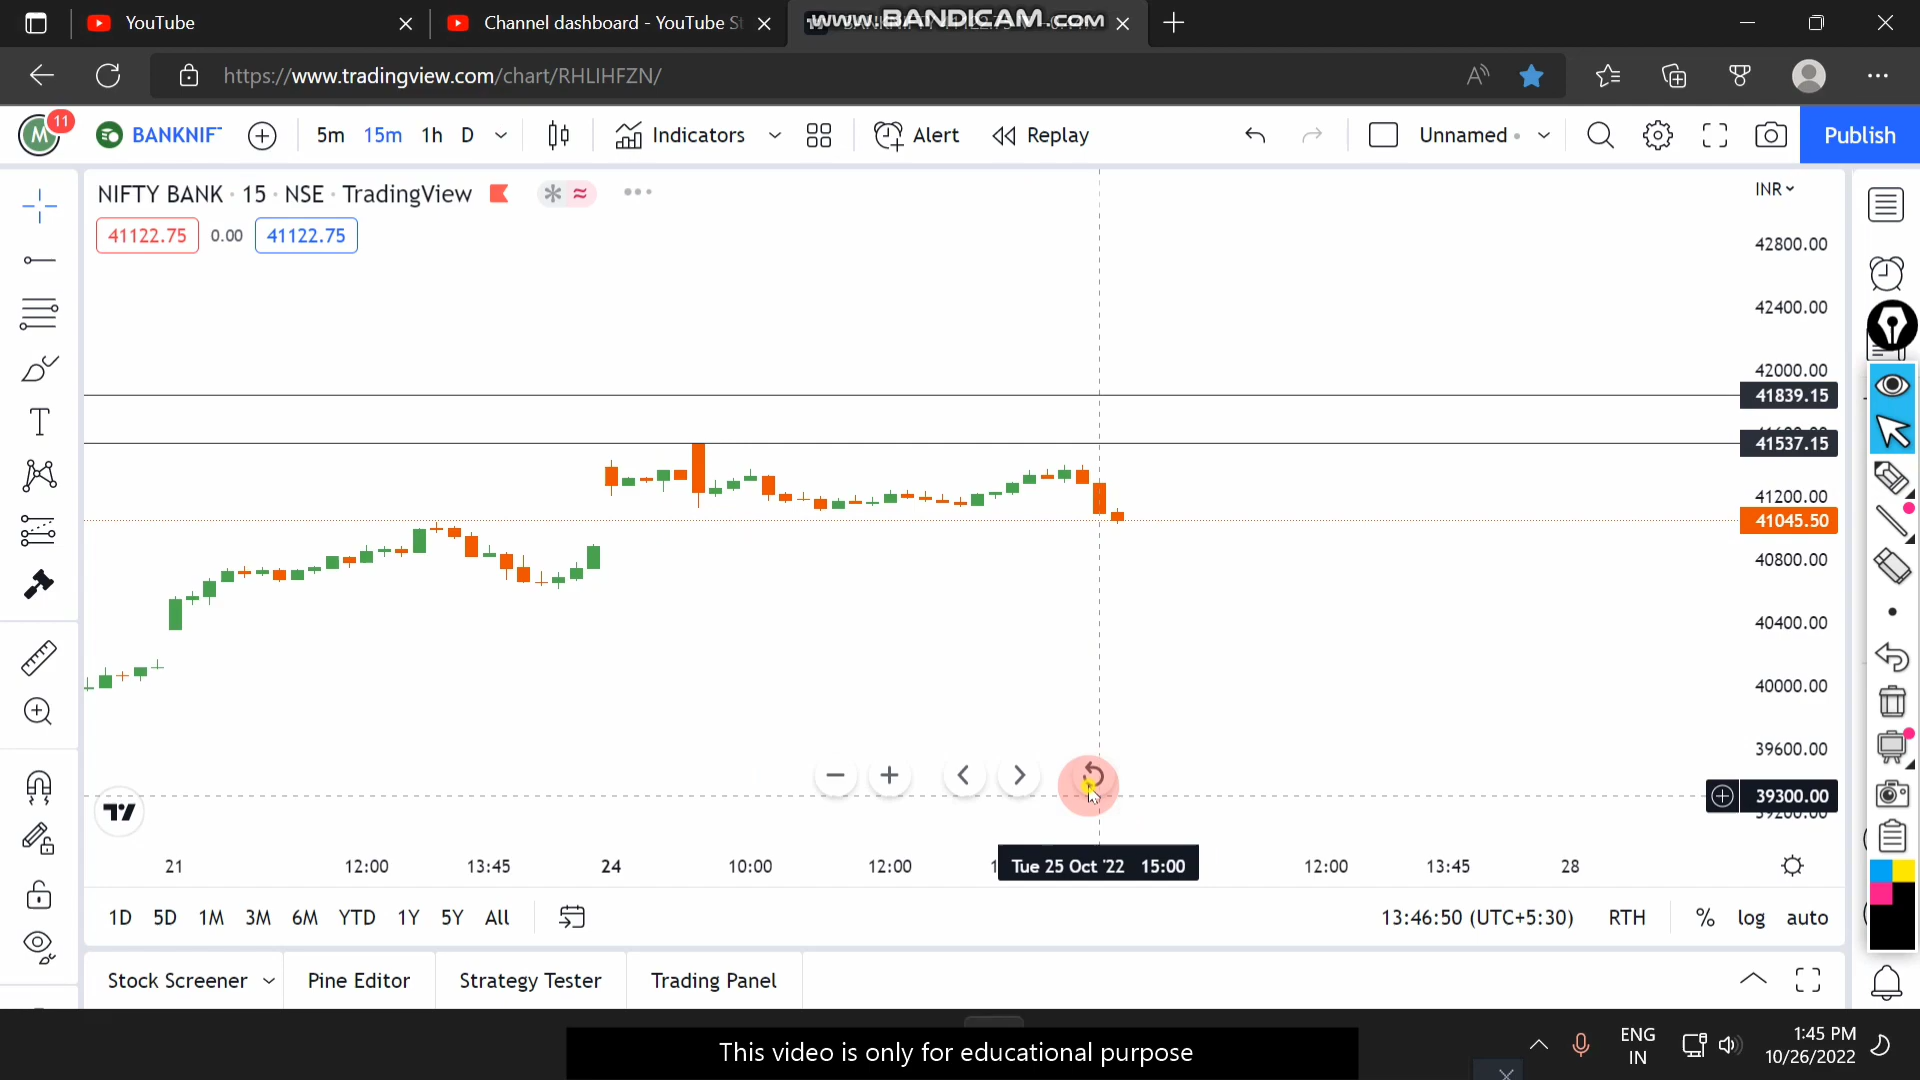 YouTube
Channel dashboard - YouTube St
www.BANDICAM.com
https://www.tradingview.com/chart/RHLIHFZN/
M
11
BANKNIF
5m 15m 1h D
Indicators
Alert
Replay
Unnamed
Publish
NIFTY BANK · 15 · NSE · TradingView
INR
41122.75 0.00 41122.75
42800.00
42400.00
42000.00
41839.15
41537.15
41200.00
41045.50
40800.00
40400.00
40000.00
39600.00
39300.00
21 12:00 13:45 24 10:00 12:00 Tue 25 Oct '22 15:00 12:00 13:45 28
1D 5D 1M 3M 6M YTD 1Y 5Y All
13:46:50 (UTC+5:30) RTH % log auto
Stock Screener Pine Editor Strategy Tester Trading Panel
This video is only for educational purpose
ENG
IN
1:45 PM
10/26/2022